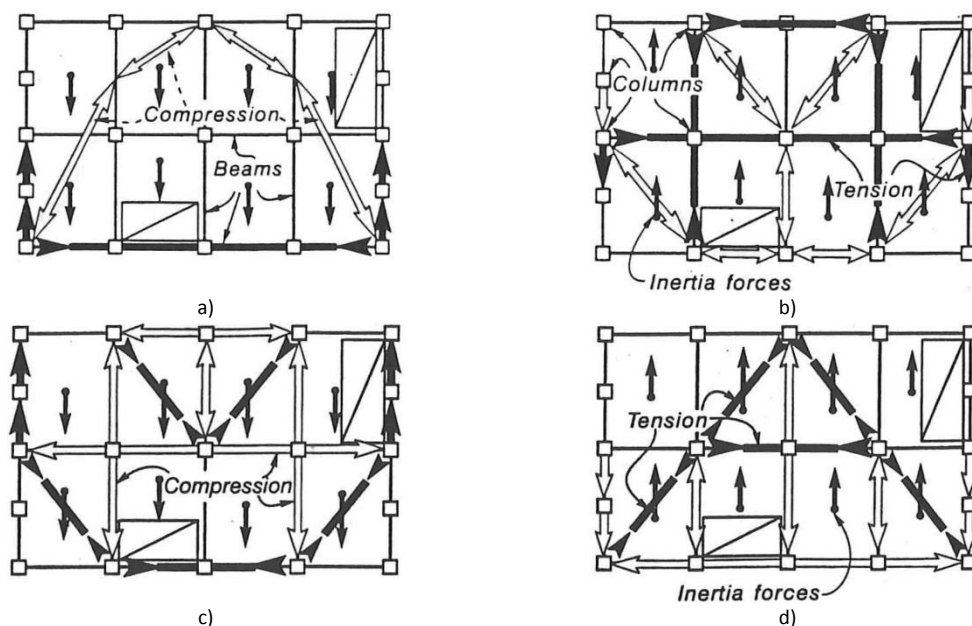 Compression
Beams
a)
Columns
Tension
Inertia forces
b)
Compression
c)
Tension
Inertia forces
d)